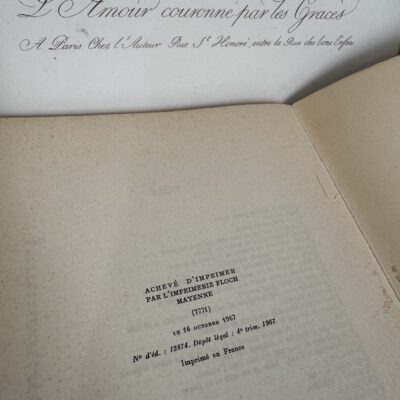 L'Amour couronné par les Graces
A Paris Chez l'Auteur Rue St. Honoré, entre la Rue des bons Enfans
ACHEVÉ D'IMPRIMER
PAR L'IMPRIMERIE FLOCH
MAYENNE
(7771)
LE 16 OCTOBRE 1967
No d'éd. : 12874. Dépôt légal : 4e trim. 1967
Imprimé en France